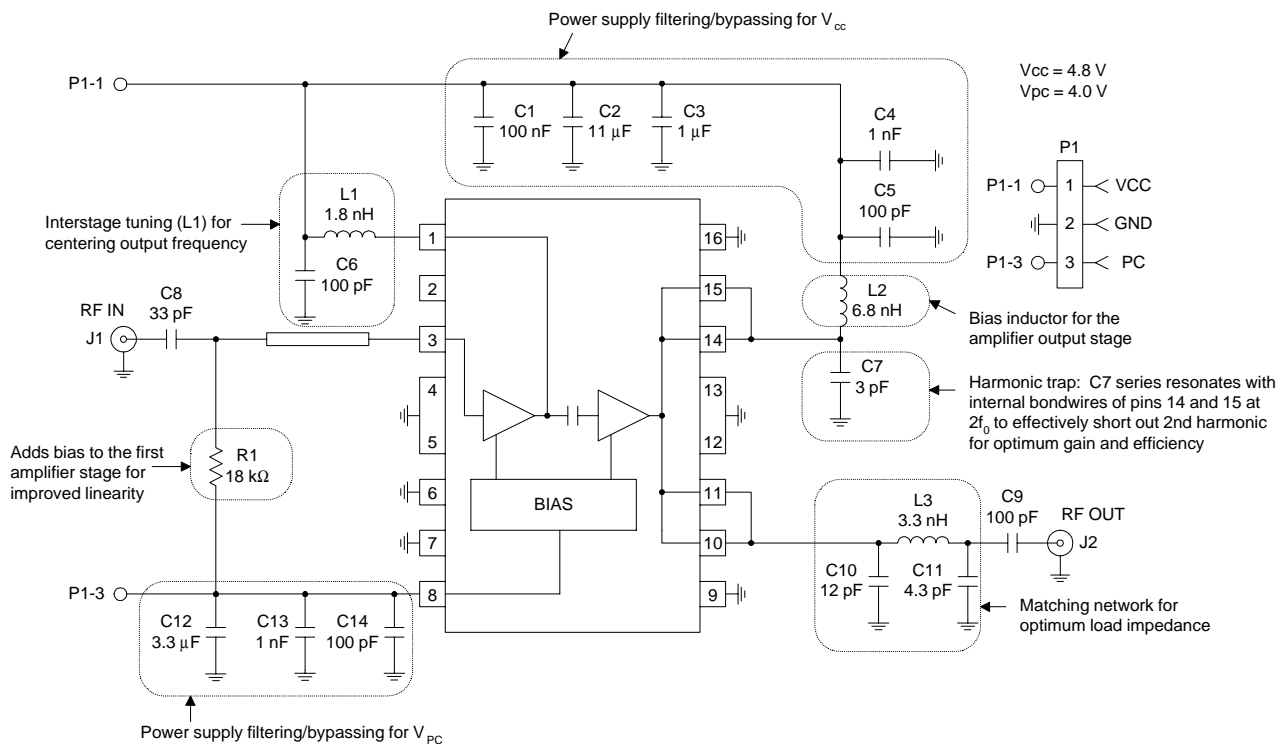 Power supply filtering/bypassing for Vcc
P1-1
Vcc = 4.8 V
Vpc = 4.0 V
C1
100 nF
C2
11 μF
C3
1 μF
C4
1 nF
C5
100 pF
P1
P1-1
1
VCC
2
GND
P1-3
3
PC
Interstage tuning (L1) for
centering output frequency
L1
1.8 nH
C6
100 pF
L2
6.8 nH
Bias inductor for the
amplifier output stage
RF IN
J1
C8
33 pF
C7
3 pF
Harmonic trap: C7 series resonates with
internal bondwires of pins 14 and 15 at
2f0 to effectively short out 2nd harmonic
for optimum gain and efficiency
1
2
3
4
5
6
7
8
16
15
14
13
12
11
10
9
BIAS
Adds bias to the first
amplifier stage for
improved linearity
R1
18 kΩ
L3
3.3 nH
C9
100 pF
RF OUT
J2
C10
12 pF
C11
4.3 pF
Matching network for
optimum load impedance
P1-3
C12
3.3 μF
C13
1 nF
C14
100 pF
Power supply filtering/bypassing for VPC